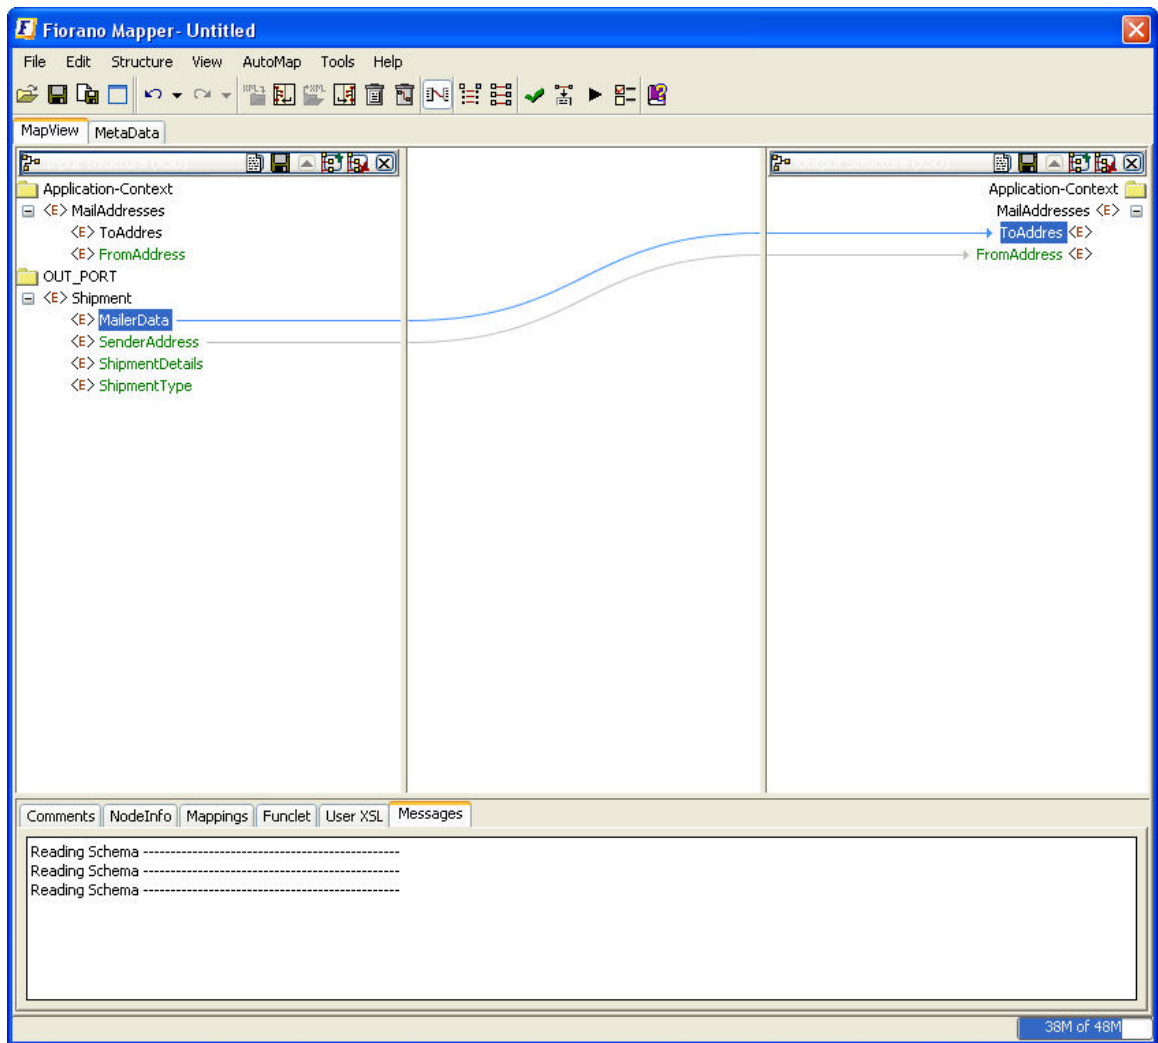 Fiorano Mapper- Untitled
File Edit Structure View AutoMap Tools Help
MapView MetaData
Application-Context
<E> MailAddresses
<E> ToAddres
<E> FromAddress
OUT_PORT
<E> Shipment
<E> MailerData
<E> SenderAddress
<E> ShipmentDetails
<E> ShipmentType
Application-Context
MailAddresses <E>
ToAddres <E>
FromAddress <E>
Comments NodeInfo Mappings Funclet User XSL Messages
Reading Schema -----------------------------------------------
Reading Schema -----------------------------------------------
Reading Schema -----------------------------------------------
38M of 48M